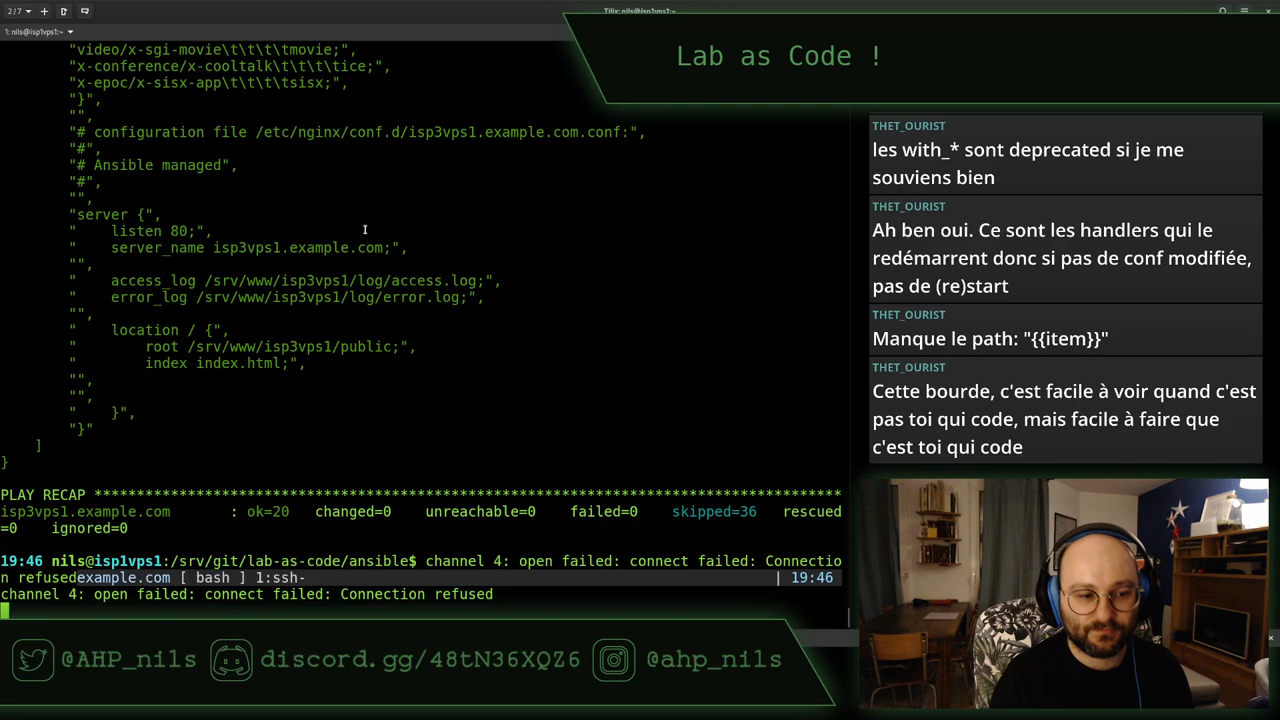 2/7
Tilix: nils@isp1vps1:~
1: nils@isp1vps1:~
Lab as Code !
"video/x-sgi-movie\t\t\t\tmovie;",
"x-conference/x-cooltalk\t\t\t\tice;",
"x-epoc/x-sisx-app\t\t\t\tsisx;",
"}",
"",
"# configuration file /etc/nginx/conf.d/isp3vps1.example.com.conf:",
"#",
"# Ansible managed",
"#",
"",
"server {",
"    listen 80;",
"    server_name isp3vps1.example.com;",
"",
"    access_log /srv/www/isp3vps1/log/access.log;",
"    error_log /srv/www/isp3vps1/log/error.log;",
"",
"    location / {",
"        root /srv/www/isp3vps1/public;",
"        index index.html;",
"",
"",
"    }",
"}"
]
}
PLAY RECAP *****************************************************************************************
isp3vps1.example.com       : ok=20   changed=0    unreachable=0    failed=0    skipped=36   rescued
=0    ignored=0
19:46 nils@isp1vps1:/srv/git/lab-as-code/ansible$ channel 4: open failed: connect failed: Connectio
n refusedexample.com [ bash ] 1:ssh- | 19:46
channel 4: open failed: connect failed: Connection refused
THET_OURIST
les with_* sont deprecated si je me
souviens bien
THET_OURIST
Ah ben oui. Ce sont les handlers qui le
redémarrent donc si pas de conf modifiée,
pas de (re)start
THET_OURIST
Manque le path: "{{item}}"
THET_OURIST
Cette bourde, c'est facile à voir quand c'est
pas toi qui code, mais facile à faire que
c'est toi qui code
@AHP_nils discord.gg/48tN36XQZ6 @ahp_nils